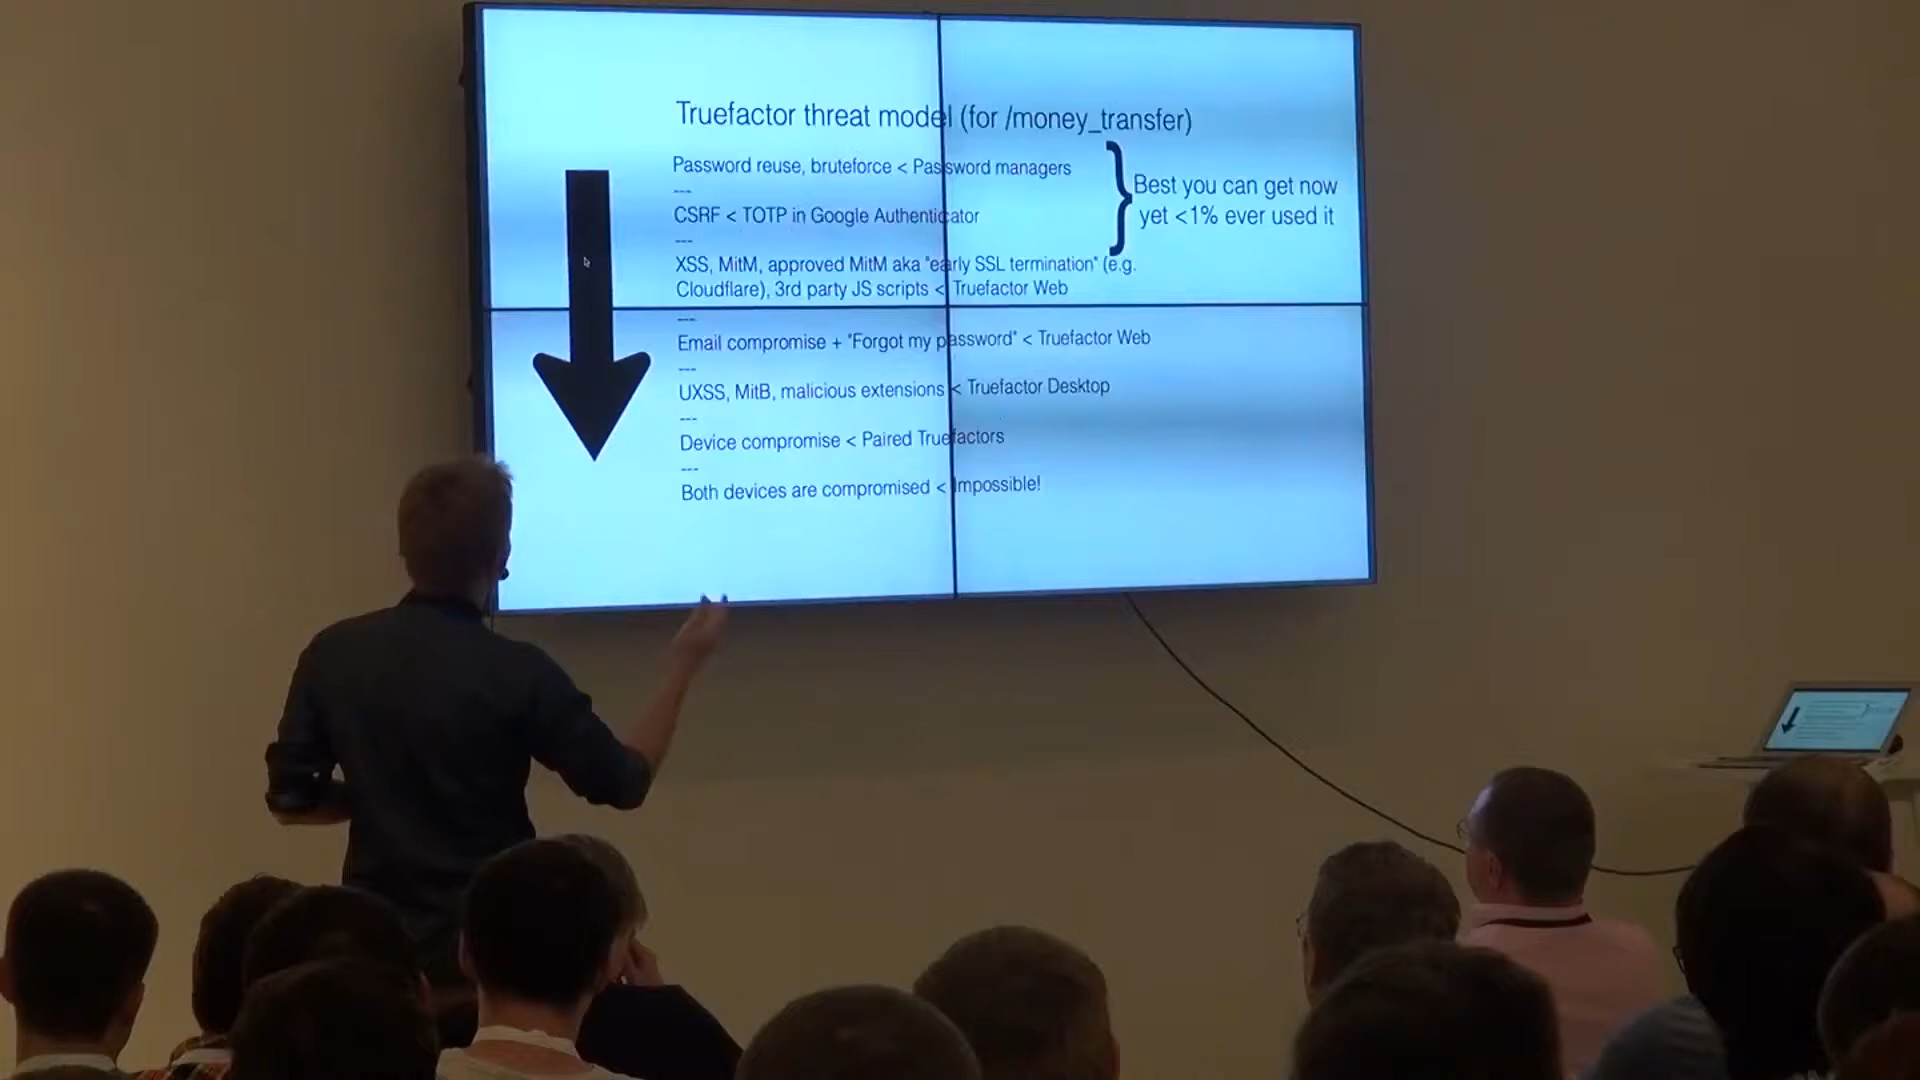 Truefactor threat model (for /money_transfer)
Password reuse, bruteforce < Password managers
---
CSRF < TOTP in Google Authenticator
---
XSS, MitM, approved MitM aka "early SSL termination" (e.g.
Cloudflare), 3rd party JS scripts < Truefactor Web
---
Email compromise + "Forgot my password" < Truefactor Web
---
UXSS, MitB, malicious extensions < Truefactor Desktop
---
Device compromise < Paired Truefactors
---
Both devices are compromised < Impossible!
} Best you can get now
yet <1% ever used it